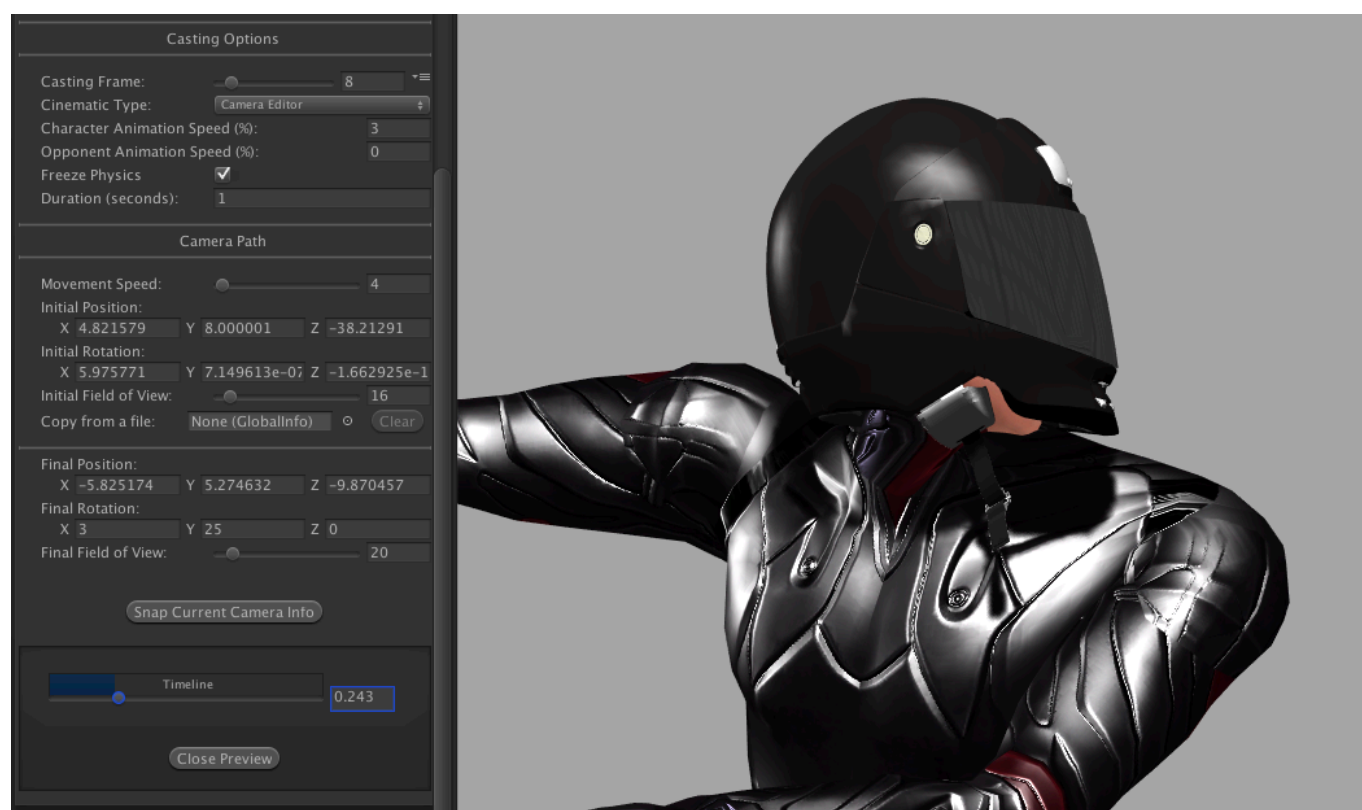 Casting Options
Casting Frame: 8
Cinematic Type: Camera Editor
Character Animation Speed (%): 3
Opponent Animation Speed (%): 0
Freeze Physics
Duration (seconds): 1
Camera Path
Movement Speed: 4
Initial Position:
X 4.821579 Y 8.000001 Z -38.21291
Initial Rotation:
X 5.975771 Y 7.149613e-07 Z -1.662925e-1
Initial Field of View: 16
Copy from a file: None (GlobalInfo) Clear
Final Position:
X -5.825174 Y 5.274632 Z -9.870457
Final Rotation:
X 3 Y 25 Z 0
Final Field of View: 20
Snap Current Camera Info
Timeline
0.243
Close Preview